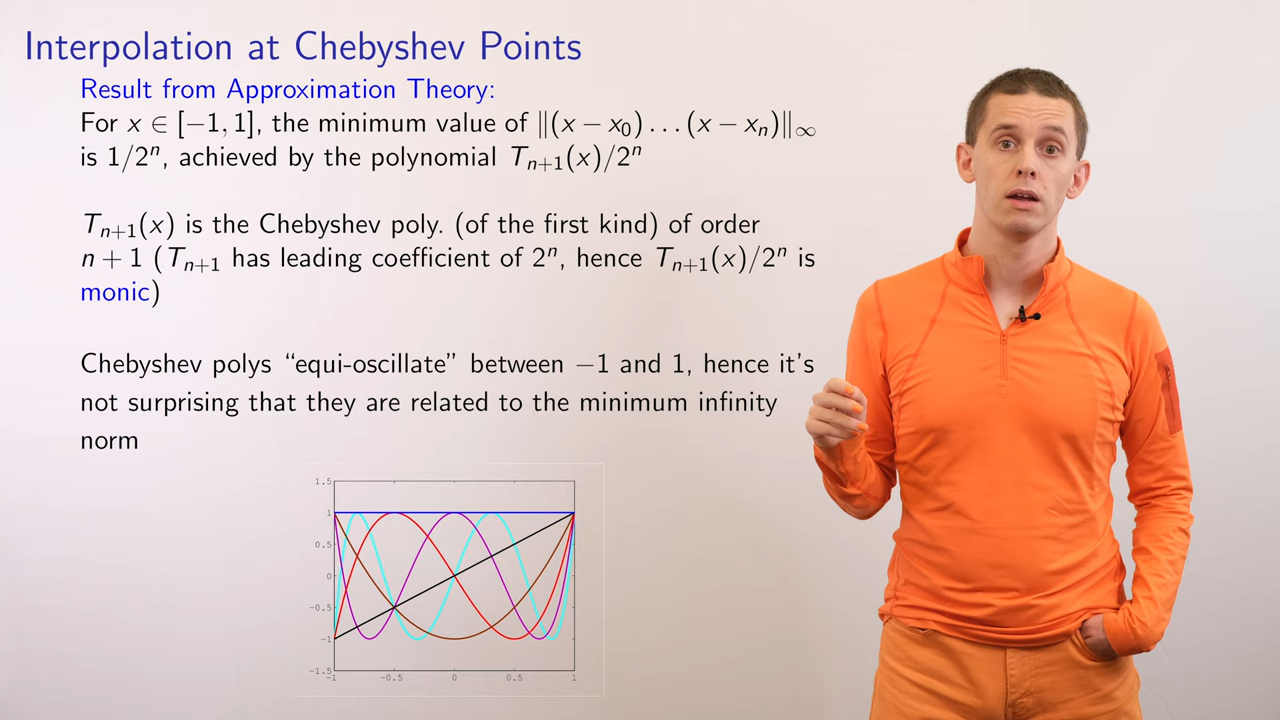 Interpolation at Chebyshev Points
Result from Approximation Theory:
For x ∈ [−1, 1], the minimum value of ‖(x − x₀) . . . (x − xₙ)‖∞
is 1/2ⁿ, achieved by the polynomial Tₙ₊₁(x)/2ⁿ
Tₙ₊₁(x) is the Chebyshev poly. (of the first kind) of order
n + 1 (Tₙ₊₁ has leading coefficient of 2ⁿ, hence Tₙ₊₁(x)/2ⁿ is
monic)
Chebyshev polys “equi-oscillate” between −1 and 1, hence it's
not surprising that they are related to the minimum infinity
norm
1.5
1
0.5
0
−0.5
−1
−1.5
−1 −0.5 0 0.5 1